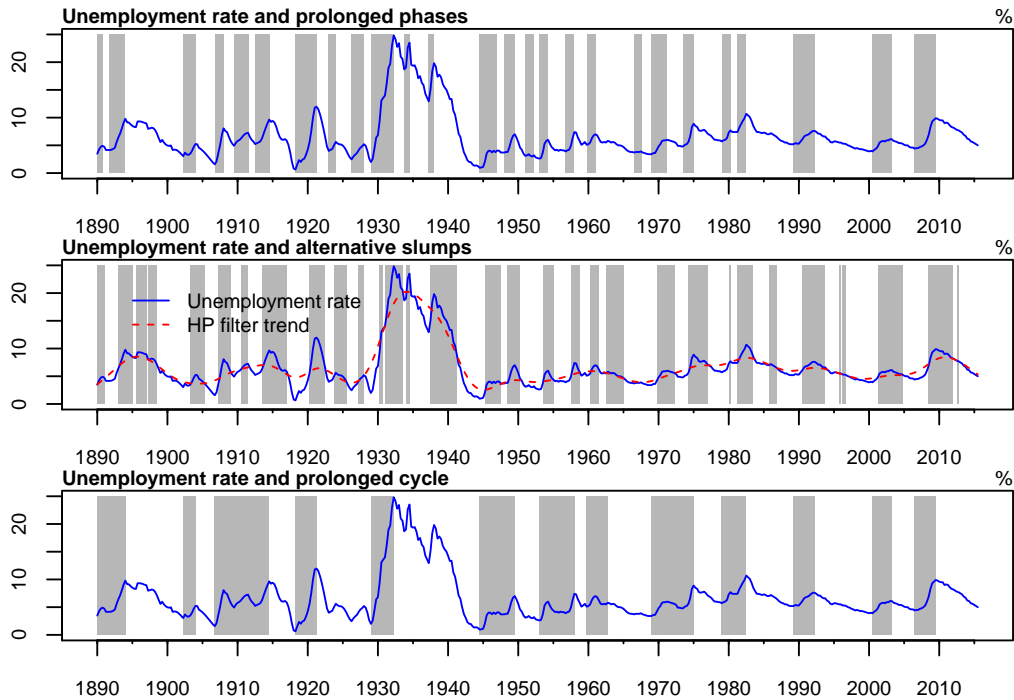 Unemployment rate and prolonged phases %
0 10 20
1890 1900 1910 1920 1930 1940 1950 1960 1970 1980 1990 2000 2010
Unemployment rate and alternative slumps %
Unemployment rate
HP filter trend
0 10 20
1890 1900 1910 1920 1930 1940 1950 1960 1970 1980 1990 2000 2010
Unemployment rate and prolonged cycle %
0 10 20
1890 1900 1910 1920 1930 1940 1950 1960 1970 1980 1990 2000 2010